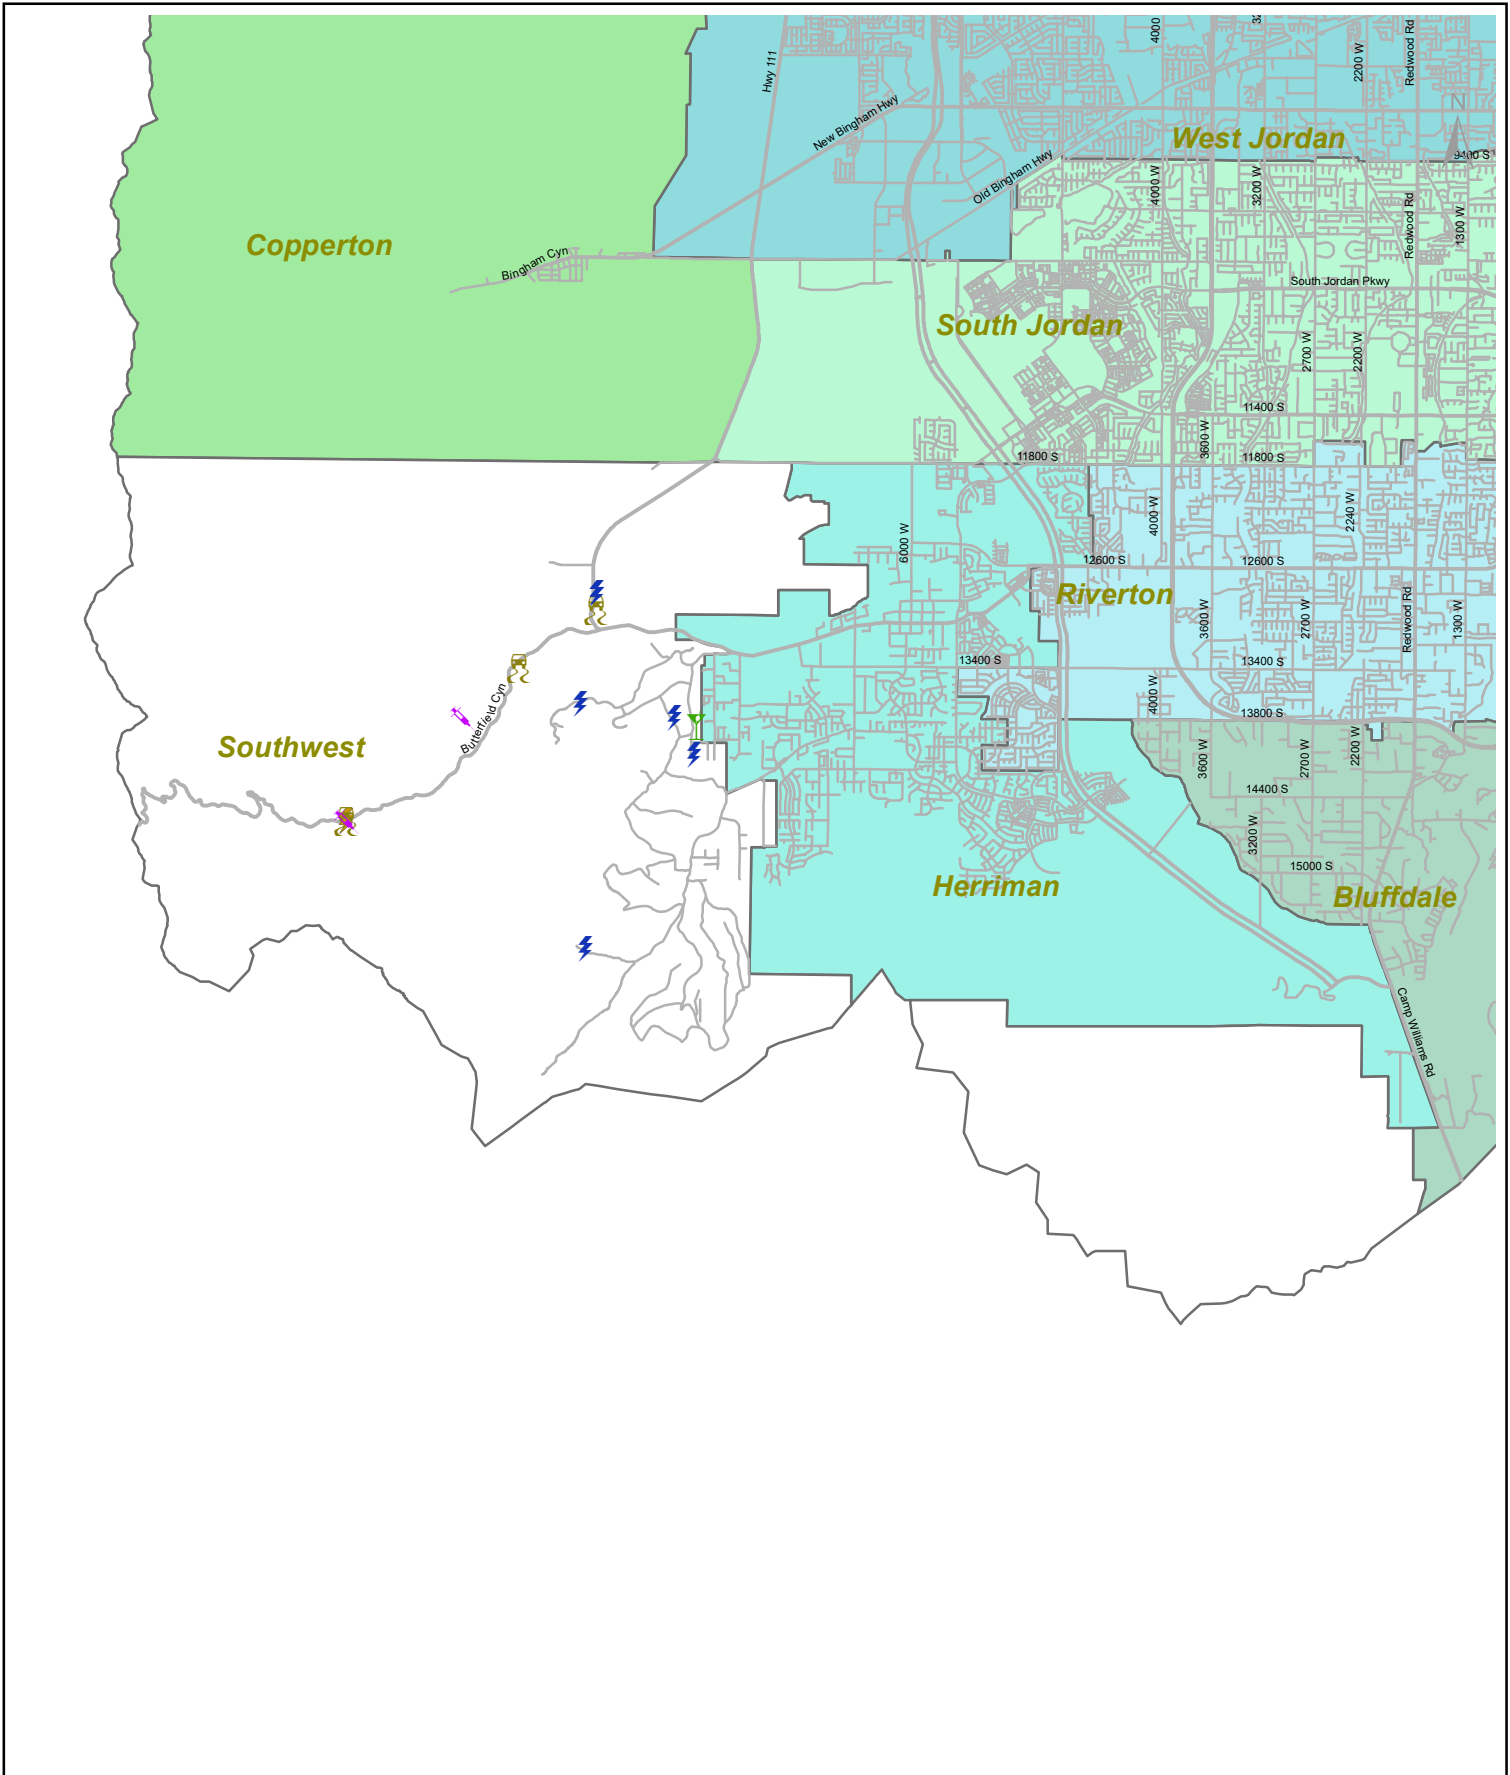 4000
32
2200 W
Redwood Rd
Hwy 111
New Bingham Hwy
N
West Jordan
9400 S
Old Bingham Hwy
4000 W
3200 W
Redwood Rd
1300 W
Copperton
Bingham Cyn
South Jordan Pkwy
South Jordan
2700 W
2200 W
11400 S
3600 W
11800 S
11800 S
4000 W
2240 W
6000 W
12600 S
12600 S
Riverton
3600 W
2700 W
Redwood Rd
1300 W
13400 S
13400 S
4000 W
13800 S
Butterfield Cyn
Southwest
3600 W
2700 W
2200 W
14400 S
3200 W
15000 S
Herriman
Bluffdale
Camp Williams Rd